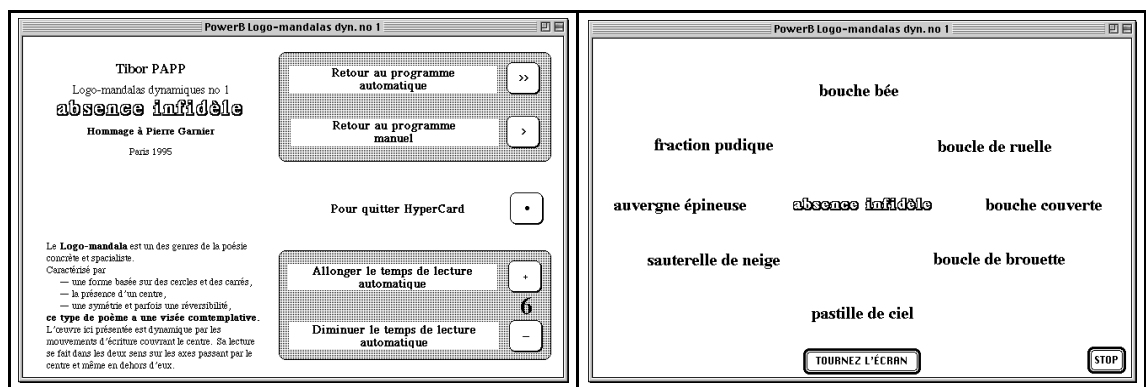 PowerB Logo-mandalas dyn. no 1
Tibor PAPP
Logo-mandalas dynamiques no 1
absence infidèle
Hommage à Pierre Garnier
Paris 1995
Le Logo-mandala est un des genres de la poésie
concrète et spacialiste.
Caractérisé par
— une forme basée sur des cercles et des carrés,
— la présence d'un centre,
— une symétrie et parfois une réversibilité,
ce type de poème a une visée comtemplative.
L'œuvre ici présentée est dynamique par les
mouvements d'écriture couvrant le centre. Sa lecture
se fait dans les deux sens sur les axes passant par le
centre et même en dehors d'eux.
Retour au programme
automatique
>>
Retour au programme
manuel
>
Pour quitter HyperCard
•
Allonger le temps de lecture
automatique
+
6
Diminuer le temps de lecture
automatique
–
PowerB Logo-mandalas dyn. no 1
bouche bée
fraction pudique
boucle de ruelle
auvergne épineuse
absence infidèle
bouche couverte
sauterelle de neige
boucle de brouette
pastille de ciel
TOURNEZ L'ÉCRAN
STOP